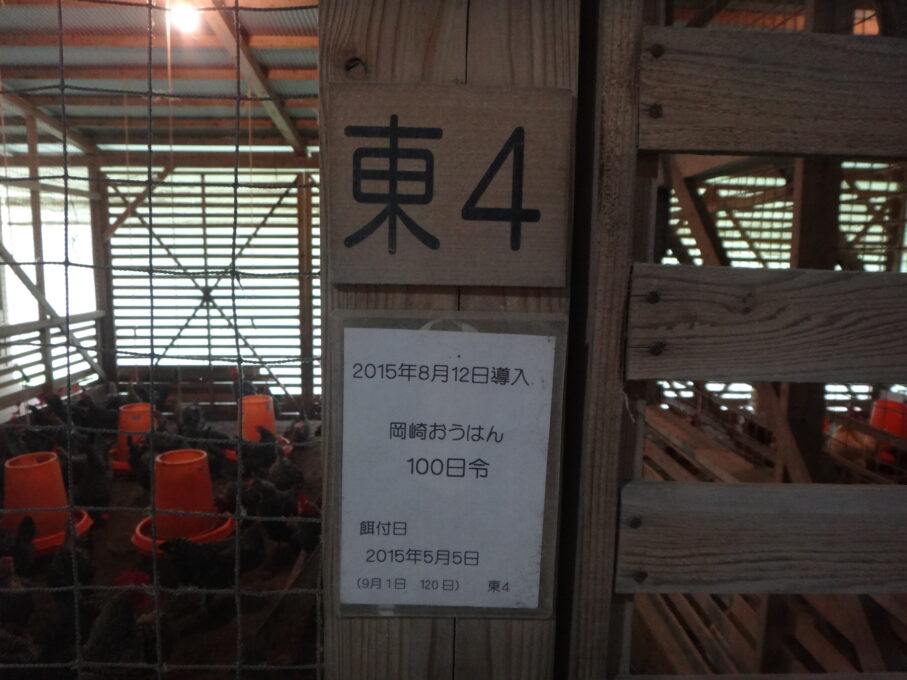 東4
2015年8月12日導入
岡崎おうはん
100日令
餌付日
2015年5月5日
(9月1日 120日) 東4